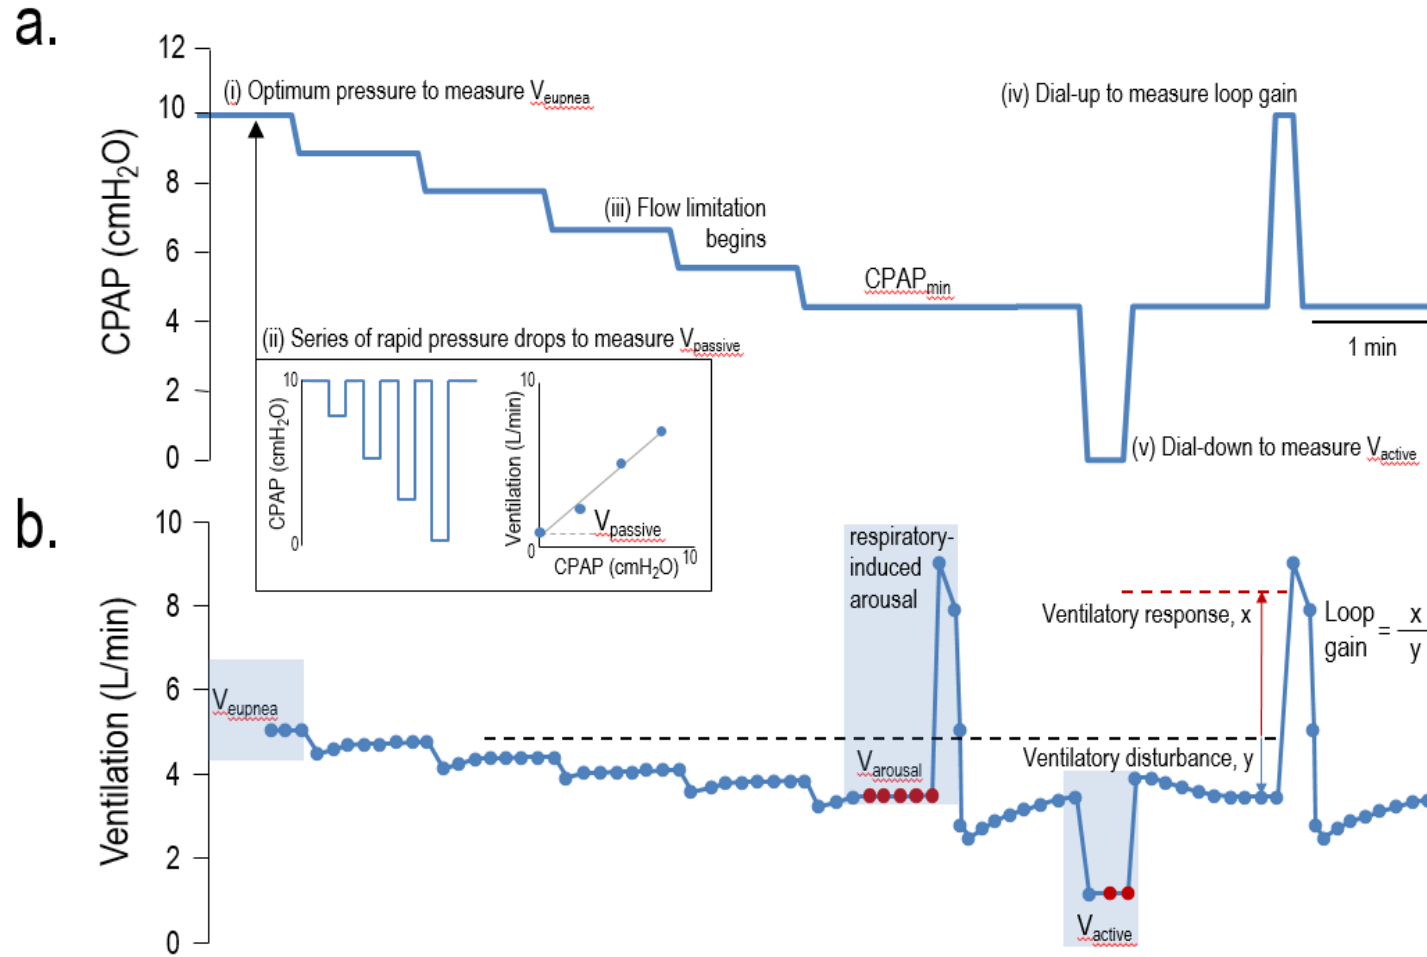 a.
12
10
8
6
4
2
0
CPAP (cmH2O)
(i) Optimum pressure to measure Veupnea
(iv) Dial-up to measure loop gain
(iii) Flow limitation
begins
CPAPmin
1 min
(ii) Series of rapid pressure drops to measure Vpassive
10
0
CPAP (cmH2O)
10
0
Ventilation (L/min)
Vpassive
CPAP (cmH2O)
10
(v) Dial-down to measure Vactive
b.
10
8
6
4
2
0
Ventilation (L/min)
Veupnea
respiratory-
induced
arousal
Varousal
Ventilatory response, x
Loop
gain
= x
y
Ventilatory disturbance, y
Vactive